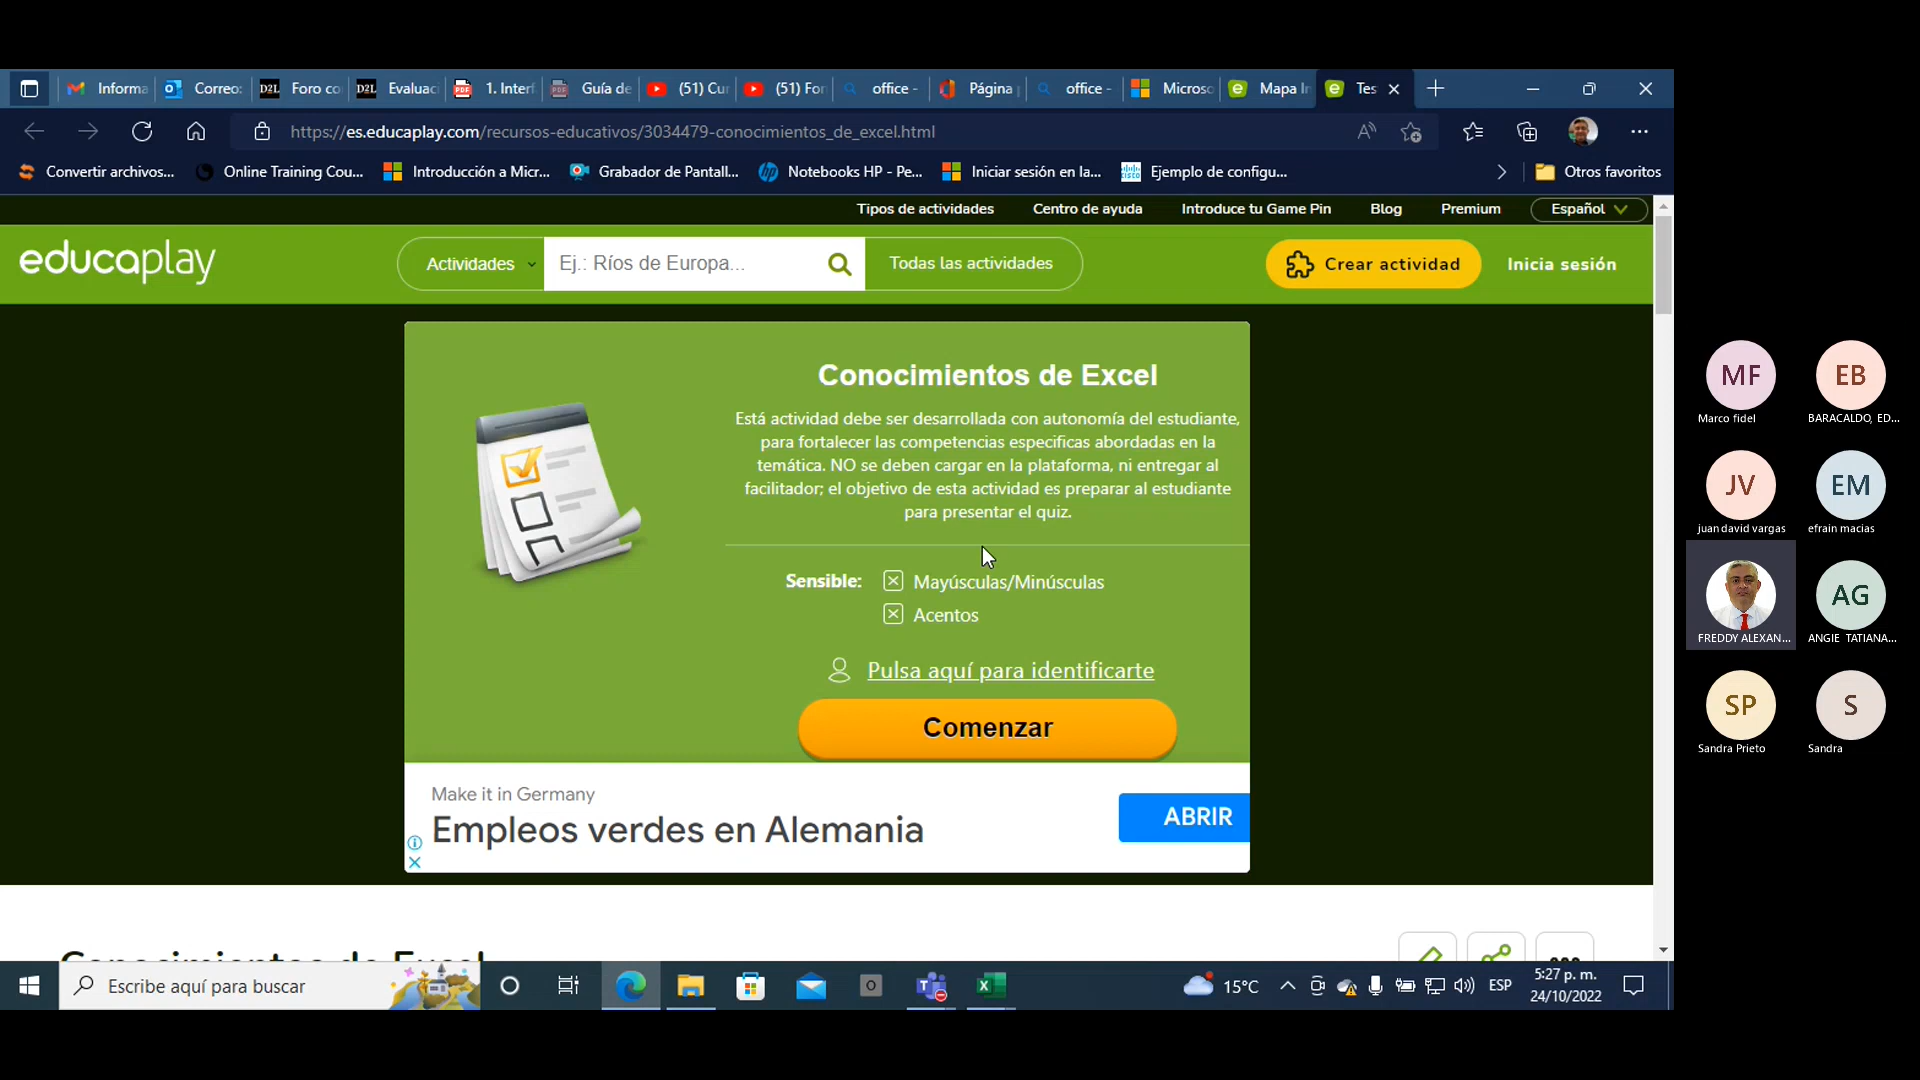 Informa
Correo:
Foro co
Evaluaci
1. Interf
Guía de
(51) Cur
(51) For
office -
Página
office -
Microso
Mapa In
Tes
https://es.educaplay.com/recursos-educativos/3034479-conocimientos_de_excel.html
Convertir archivos...
Online Training Cou...
Introducción a Micr...
Grabador de Pantall...
Notebooks HP - Pe...
Iniciar sesión en la...
Ejemplo de configu...
Otros favoritos
Tipos de actividades
Centro de ayuda
Introduce tu Game Pin
Blog
Premium
Español
educaplay
Actividades
Ej.: Ríos de Europa...
Todas las actividades
Crear actividad
Inicia sesión
Conocimientos de Excel
Está actividad debe ser desarrollada con autonomía del estudiante,
para fortalecer las competencias especificas abordadas en la
temática. NO se deben cargar en la plataforma, ni entregar al
facilitador; el objetivo de esta actividad es preparar al estudiante
para presentar el quiz.
Sensible:
Mayúsculas/Minúsculas
Acentos
Pulsa aquí para identificarte
Comenzar
Make it in Germany
Empleos verdes en Alemania
ABRIR
Conocimientos de Excel
Escribe aquí para buscar
15°C
ESP
5:27 p. m.
24/10/2022
MF
Marco fidel
EB
BARACALDO, ED...
JV
juan david vargas
EM
efrain macias
FREDDY ALEXAN...
AG
ANGIE TATIANA...
SP
Sandra Prieto
S
Sandra